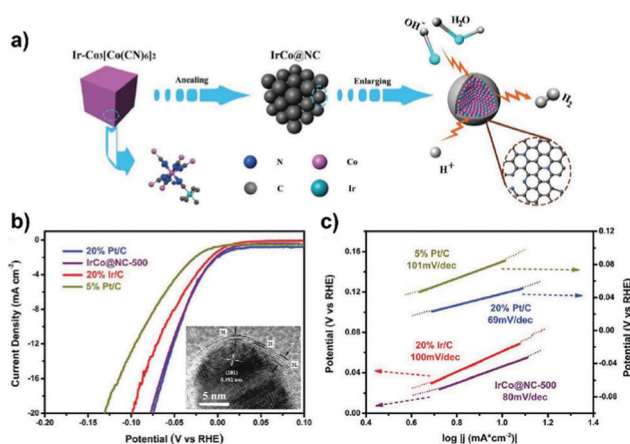 a)
Ir-Co3[Co(CN)6]2
IrCo@NC
OH-
H2O
Anealing
Enlarging
H2
H+
N
Co
C
Ir
b)
0
-4
-8
-12
-16
-20
Current Density (mA cm-2)
20% Pt/C
IrCo@NC-500
20% Ir/C
5% Pt/C
0.192 nm
5 nm
-0.15
-0.10
-0.05
0.00
0.05
0.10
Potential (V vs RHE)
c)
0.16
0.12
0.08
0.04
0.00
Potential (V vs RHE)
5% Pt/C
101mV/dec
20% Pt/C
69mV/dec
20% Ir/C
100mV/dec
IrCo@NC-500
80mV/dec
0.10
0.05
0.04
0.00
-0.04
-0.08
Potential (V vs RHE)
0.4
0.6
0.8
1.0
1.2
1.4
log |j (mA*cm-2)|